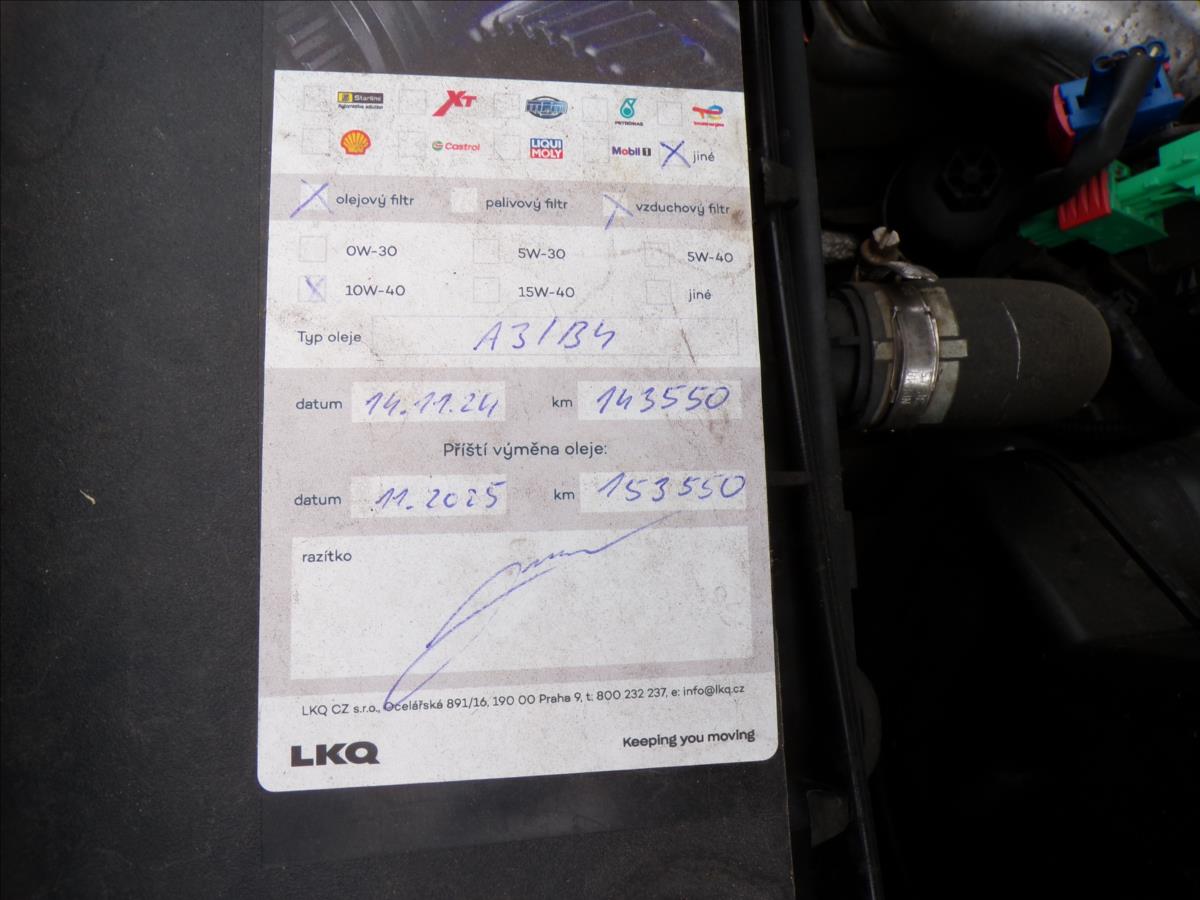 Starline XT PETRONAS
Shell Castrol LIQUI MOLY Mobil 1 X jiné
X olejový filtr palivový filtr X vzduchový filtr
0W-30 5W-30 5W-40
X 10W-40 15W-40 jiné
Typ oleje A3/B4
datum 14.11.24 km 143550
Příští výměna oleje:
datum 11.2025 km 153550
razítko
LKQ CZ s.r.o., Ocelářská 891/16, 190 00 Praha 9, t: 800 232 237, e: info@lkq.cz
LKQ Keeping you moving